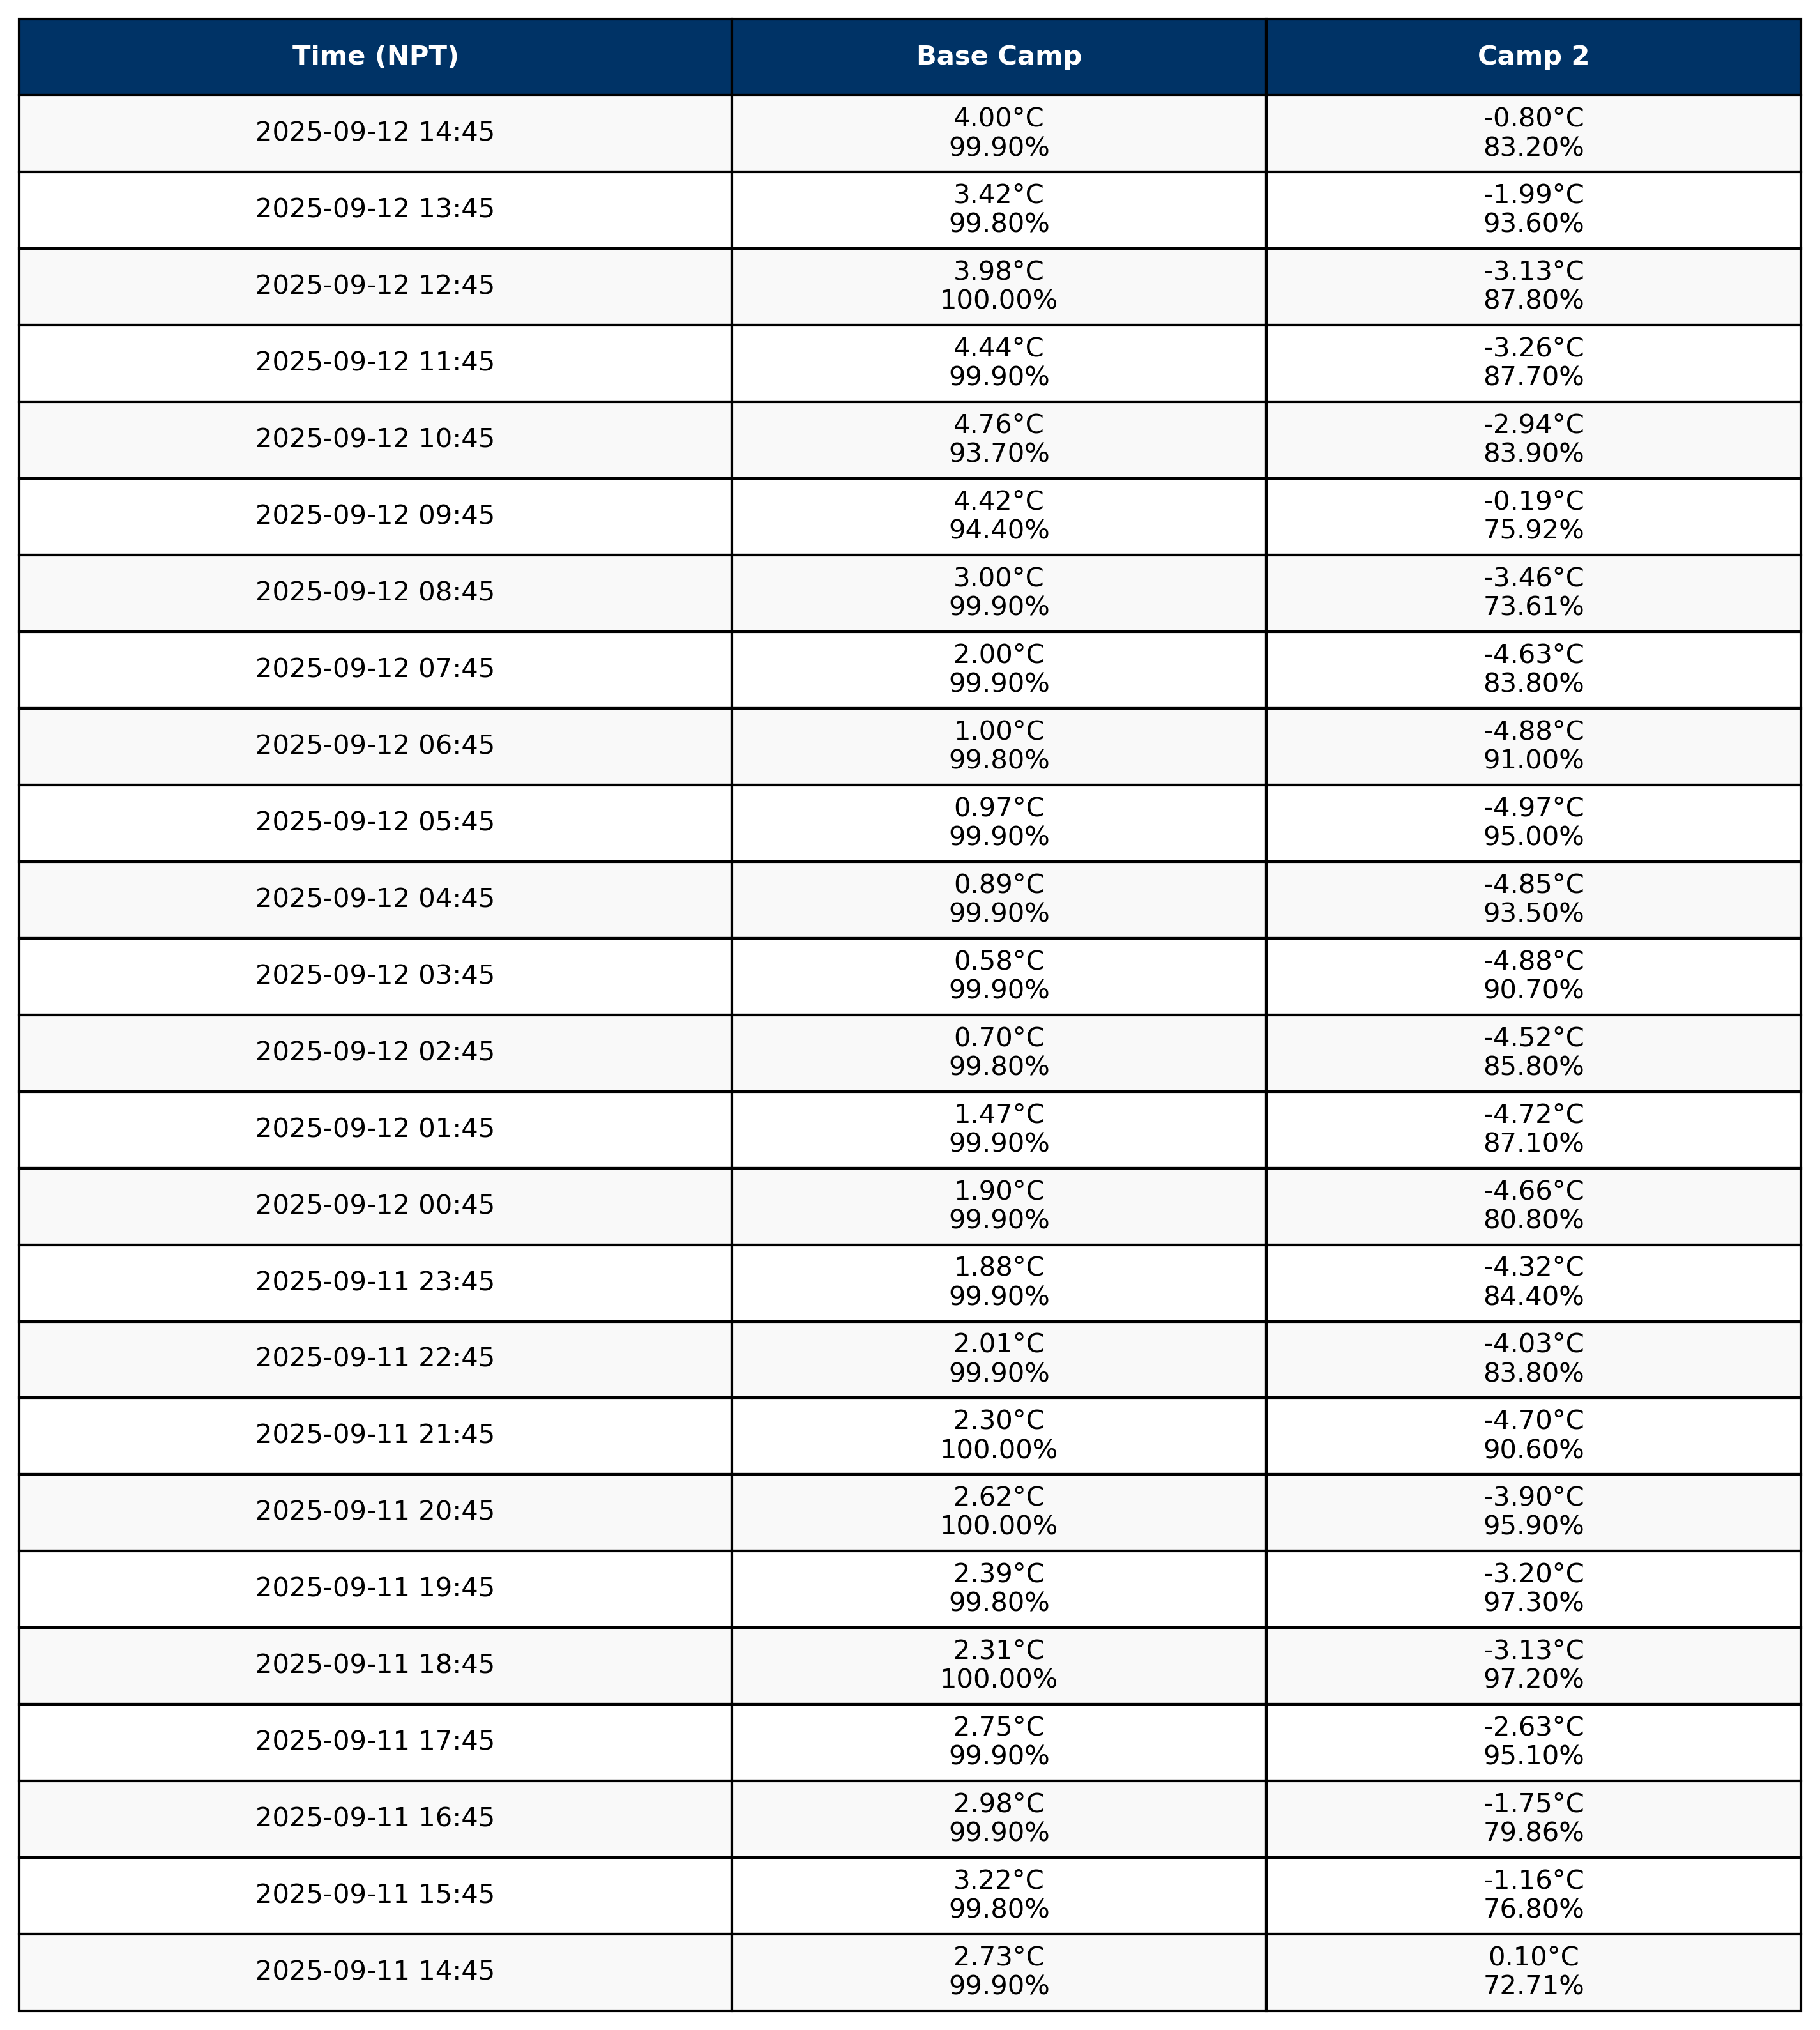 Time (NPT) Base Camp Camp 2
2025-09-12 14:45 4.00°C -0.80°C
99.90% 83.20%
2025-09-12 13:45 3.42°C -1.99°C
99.80% 93.60%
2025-09-12 12:45 3.98°C -3.13°C
100.00% 87.80%
2025-09-12 11:45 4.44°C -3.26°C
99.90% 87.70%
2025-09-12 10:45 4.76°C -2.94°C
93.70% 83.90%
2025-09-12 09:45 4.42°C -0.19°C
94.40% 75.92%
2025-09-12 08:45 3.00°C -3.46°C
99.90% 73.61%
2025-09-12 07:45 2.00°C -4.63°C
99.90% 83.80%
2025-09-12 06:45 1.00°C -4.88°C
99.80% 91.00%
2025-09-12 05:45 0.97°C -4.97°C
99.90% 95.00%
2025-09-12 04:45 0.89°C -4.85°C
99.90% 93.50%
2025-09-12 03:45 0.58°C -4.88°C
99.90% 90.70%
2025-09-12 02:45 0.70°C -4.52°C
99.80% 85.80%
2025-09-12 01:45 1.47°C -4.72°C
99.90% 87.10%
2025-09-12 00:45 1.90°C -4.66°C
99.90% 80.80%
2025-09-11 23:45 1.88°C -4.32°C
99.90% 84.40%
2025-09-11 22:45 2.01°C -4.03°C
99.90% 83.80%
2025-09-11 21:45 2.30°C -4.70°C
100.00% 90.60%
2025-09-11 20:45 2.62°C -3.90°C
100.00% 95.90%
2025-09-11 19:45 2.39°C -3.20°C
99.80% 97.30%
2025-09-11 18:45 2.31°C -3.13°C
100.00% 97.20%
2025-09-11 17:45 2.75°C -2.63°C
99.90% 95.10%
2025-09-11 16:45 2.98°C -1.75°C
99.90% 79.86%
2025-09-11 15:45 3.22°C -1.16°C
99.80% 76.80%
2025-09-11 14:45 2.73°C 0.10°C
99.90% 72.71%